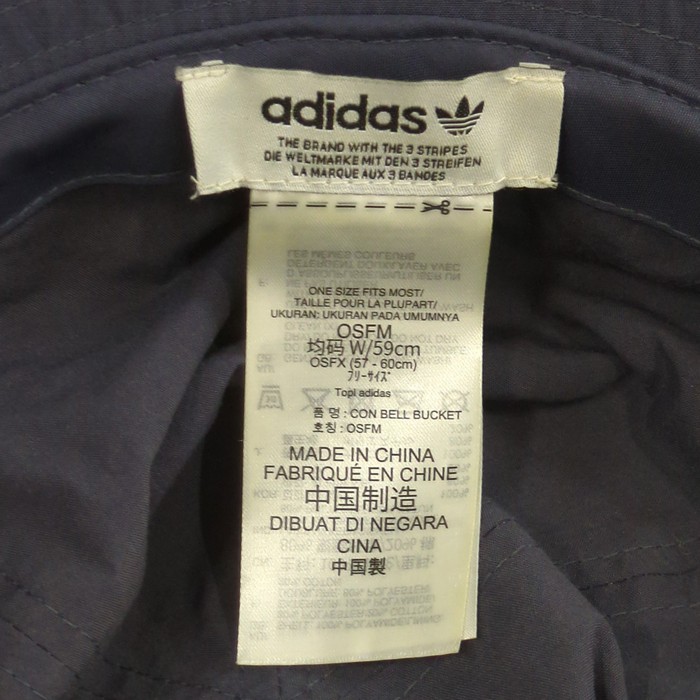 adidas
THE BRAND WITH THE 3 STRIPES
DIE WELTMARKE MIT DEN 3 STREIFEN
LA MARQUE AUX 3 BANDES
ONE SIZE FITS MOST/
TAILLE POUR LA PLUPART/
UKURAN: UKURAN PADA UMUMNYA
OSFM
均码 W/59cm
OSFX (57 - 60cm)
フリーサイズ
Topi adidas
품 명 : CON BELL BUCKET
호칭 : OSFM
MADE IN CHINA
FABRIQUÉ EN CHINE
中国制造
DIBUAT DI NEGARA
CINA
中国製